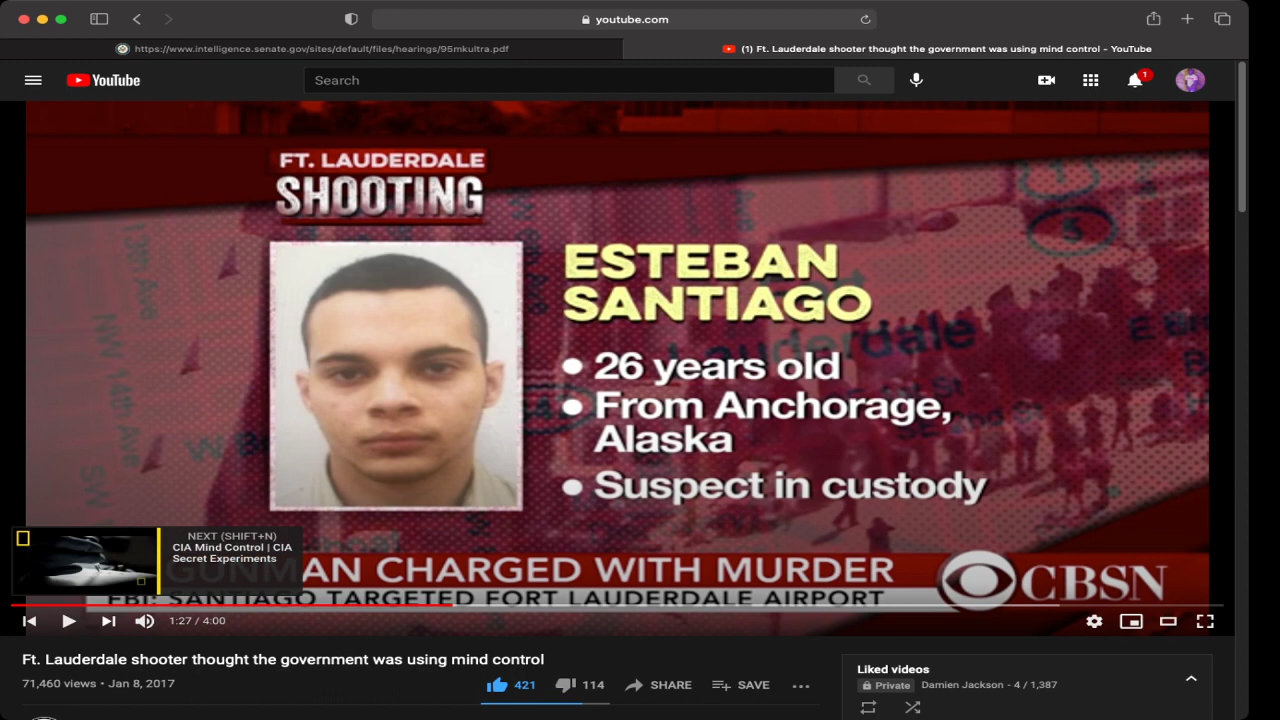 youtube.com
https://www.intelligence.senate.gov/sites/default/files/hearings/95mkultra.pdf
(1) Ft. Lauderdale shooter thought the government was using mind control - YouTube
YouTube
Search
1
FT. LAUDERDALE
SHOOTING
ESTEBAN
SANTIAGO
• 26 years old
• From Anchorage,
Alaska
• Suspect in custody
NEXT (SHIFT+N)
CIA Mind Control | CIA
Secret Experiments
GUNMAN CHARGED WITH MURDER
FBI: SANTIAGO TARGETED FORT LAUDERDALE AIRPORT
CBSN
1:27 / 4:00
Ft. Lauderdale shooter thought the government was using mind control
71,460 views • Jan 8, 2017
421
114
SHARE
SAVE
Liked videos
Private
Damien Jackson - 4 / 1,387